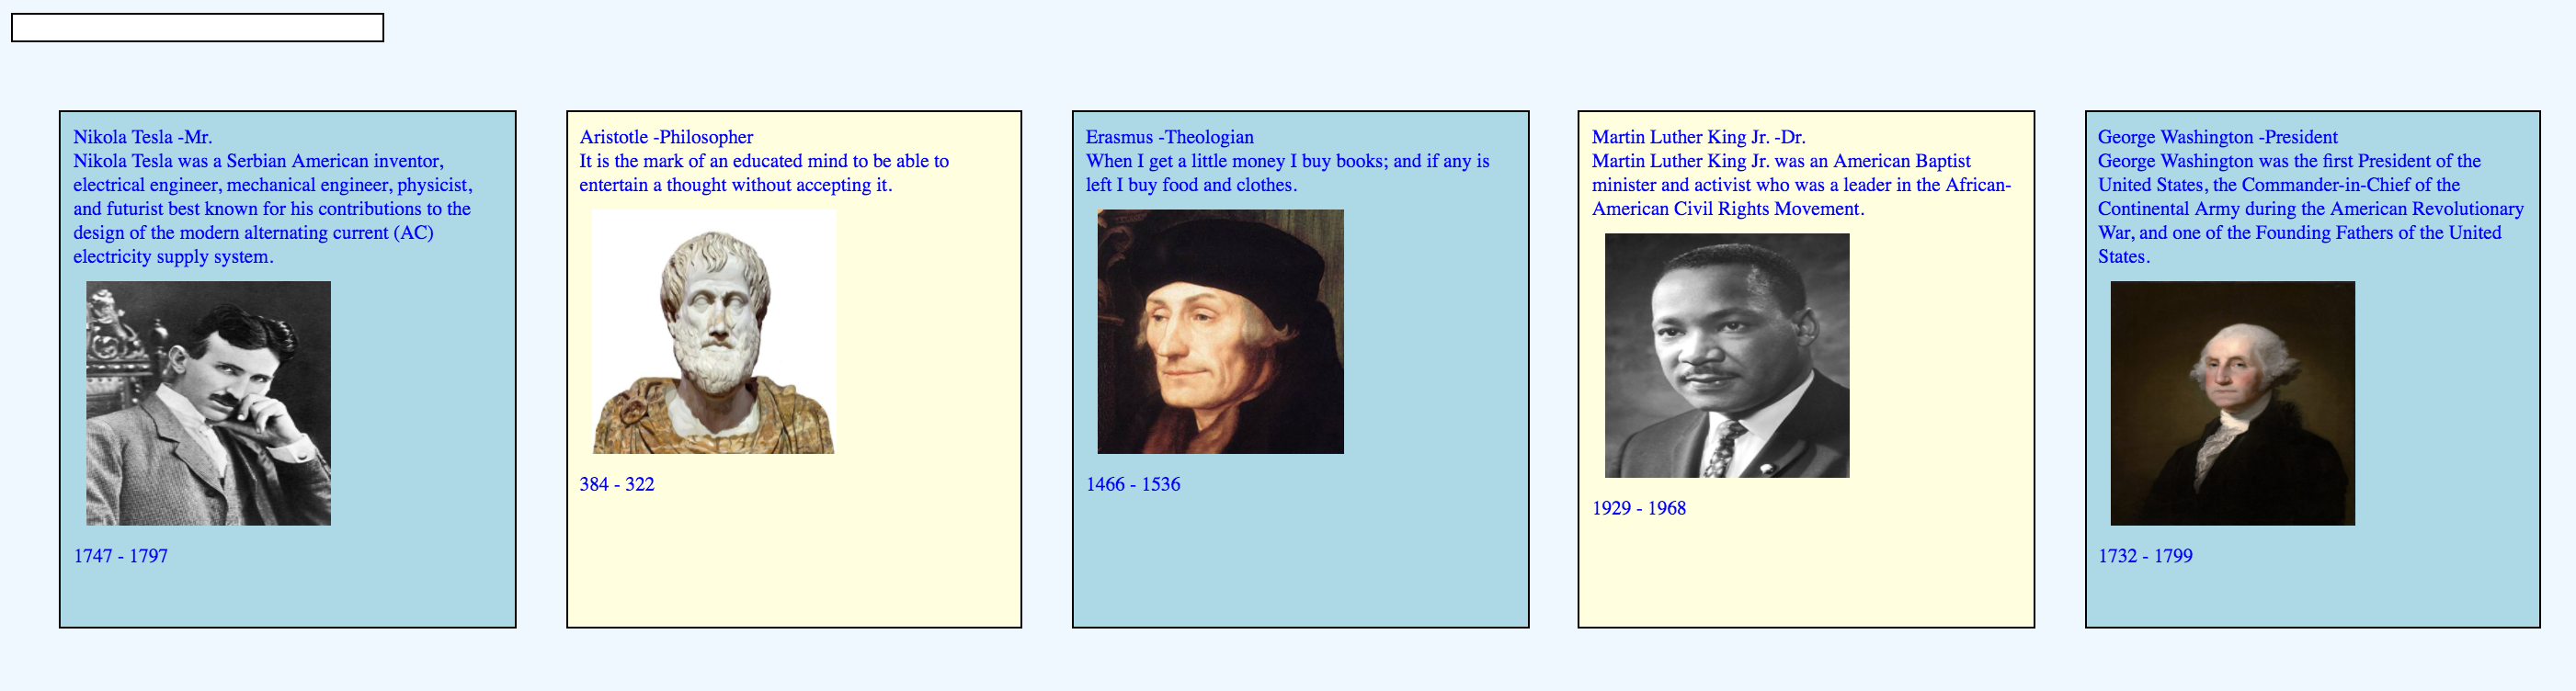 Nikola Tesla -Mr.
Nikola Tesla was a Serbian American inventor,
electrical engineer, mechanical engineer, physicist,
and futurist best known for his contributions to the
design of the modern alternating current (AC)
electricity supply system.
1747 - 1797
Aristotle -Philosopher
It is the mark of an educated mind to be able to
entertain a thought without accepting it.
384 - 322
Erasmus -Theologian
When I get a little money I buy books; and if any is
left I buy food and clothes.
1466 - 1536
Martin Luther King Jr. -Dr.
Martin Luther King Jr. was an American Baptist
minister and activist who was a leader in the African-
American Civil Rights Movement.
1929 - 1968
George Washington -President
George Washington was the first President of the
United States, the Commander-in-Chief of the
Continental Army during the American Revolutionary
War, and one of the Founding Fathers of the United
States.
1732 - 1799